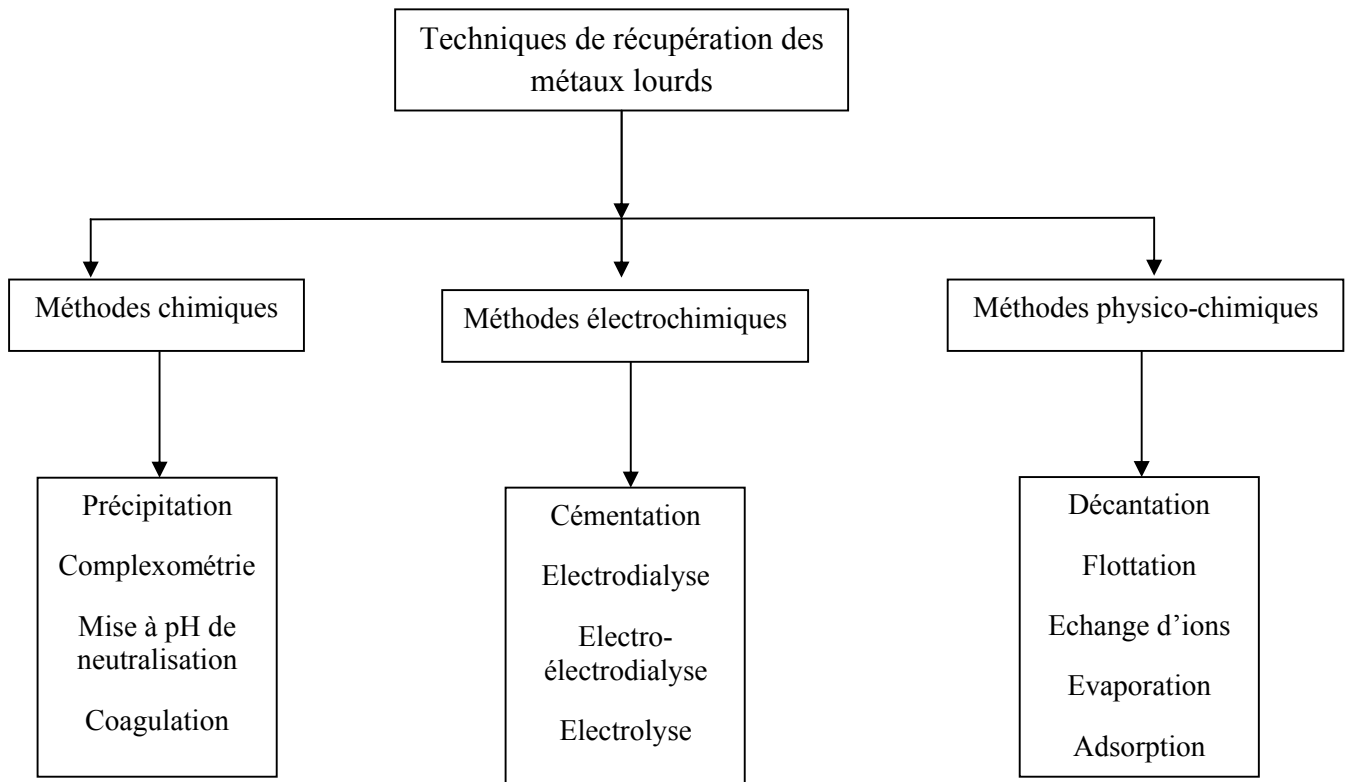 Techniques de récupération des
métaux lourds
Méthodes chimiques
Méthodes électrochimiques
Méthodes physico-chimiques
Précipitation
Complexométrie
Mise à pH de
neutralisation
Coagulation
Cémentation
Electrodialyse
Electro-
électrodialyse
Electrolyse
Décantation
Flottation
Echange d’ions
Evaporation
Adsorption